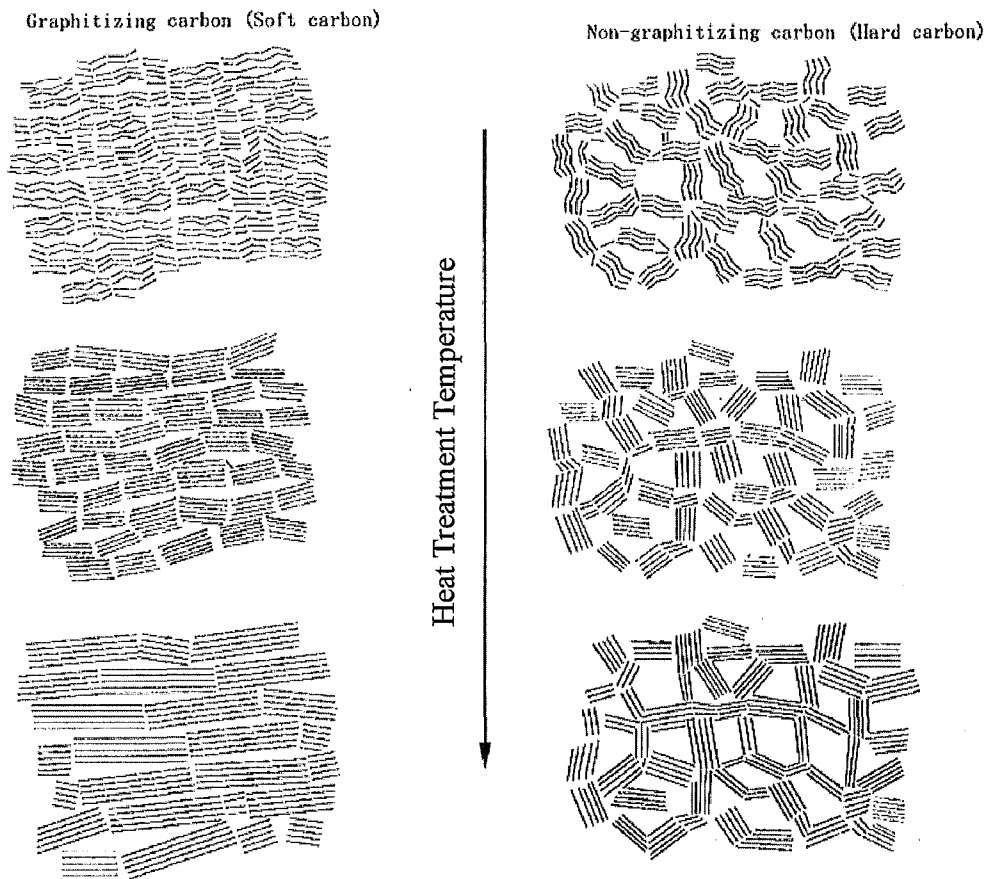 Graphitizing carbon (Soft carbon)
Non-graphitizing carbon (Hard carbon)
Heat Treatment Temperature